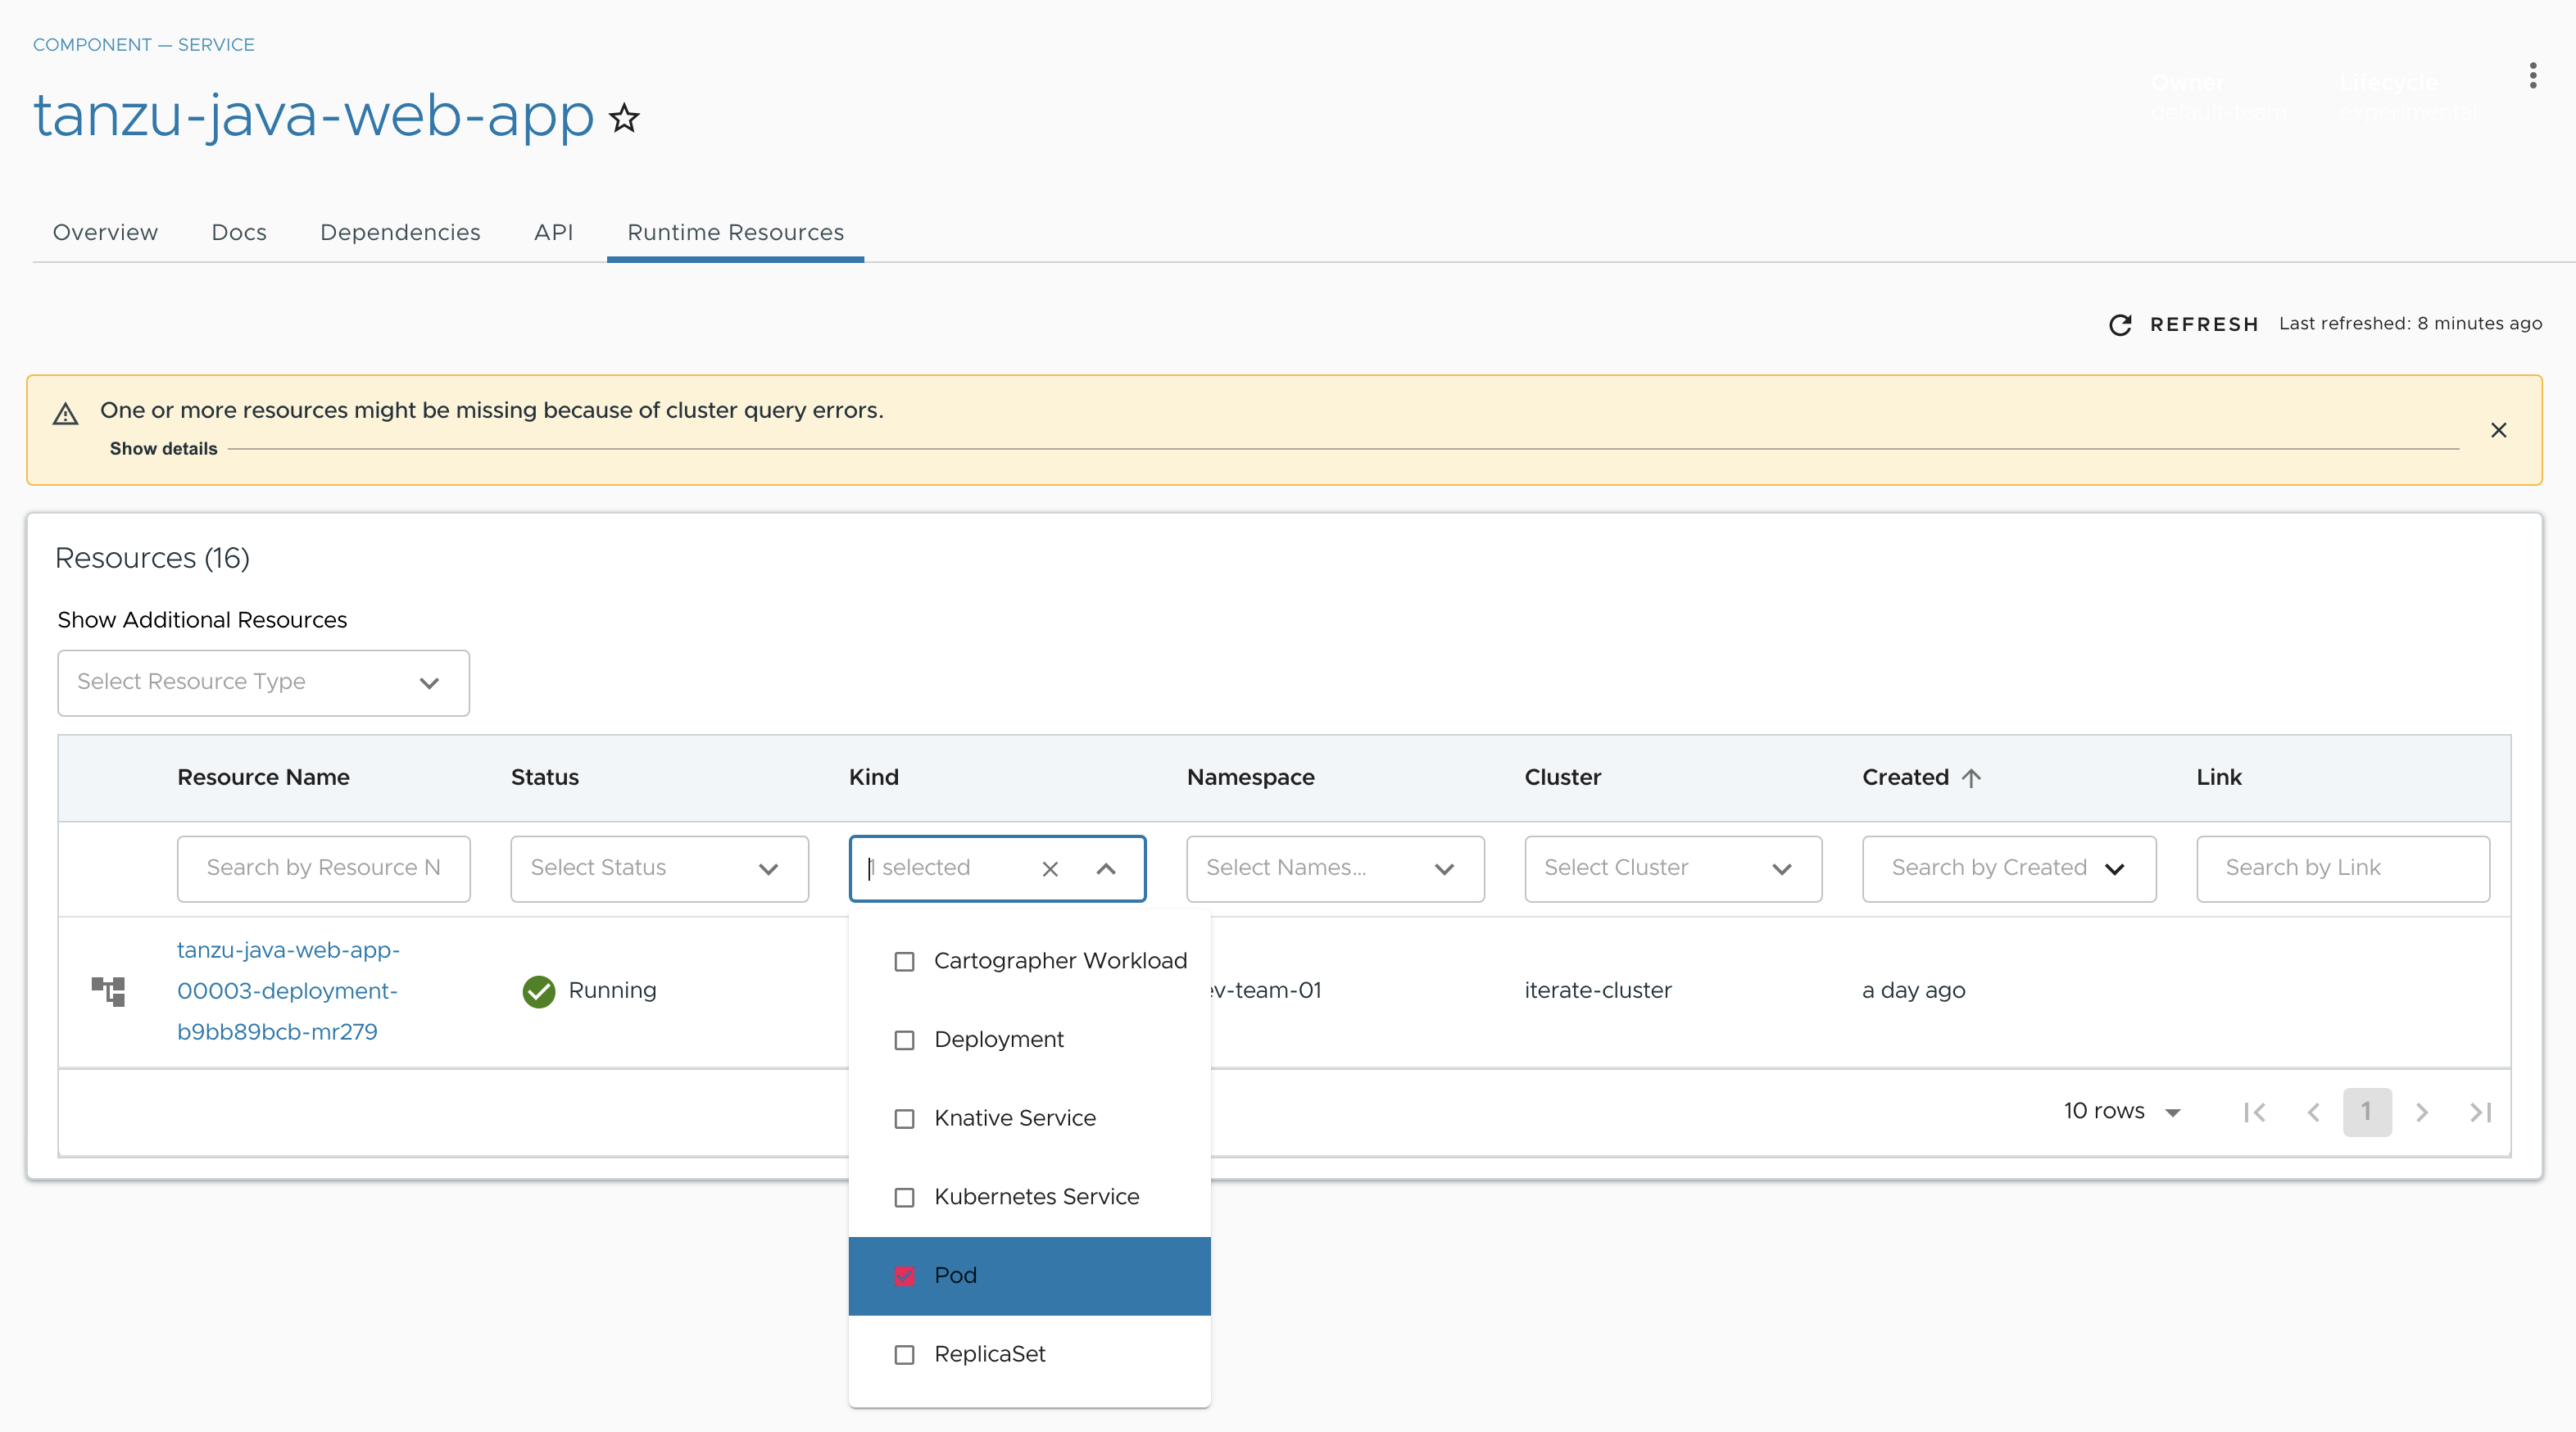 COMPONENT — SERVICE
tanzu-java-web-app
Owner
Lifecycle
default-team
experimental
Overview
Docs
Dependencies
API
Runtime Resources
REFRESH
Last refreshed: 8 minutes ago
One or more resources might be missing because of cluster query errors.
Show details
Resources (16)
Show Additional Resources
Select Resource Type
Resource Name
Status
Kind
Namespace
Cluster
Created
Link
Search by Resource N
Select Status
1 selected
Select Names...
Select Cluster
Search by Created
Search by Link
tanzu-java-web-app-
00003-deployment-
b9bb89bcb-mr279
Running
ev-team-01
iterate-cluster
a day ago
Cartographer Workload
Deployment
Knative Service
Kubernetes Service
Pod
ReplicaSet
10 rows
1